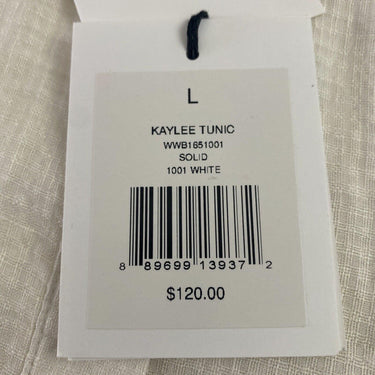 L
KAYLEE TUNIC
WWB1651001
SOLID
1001 WHITE
8 89699 13937 2
$120.00